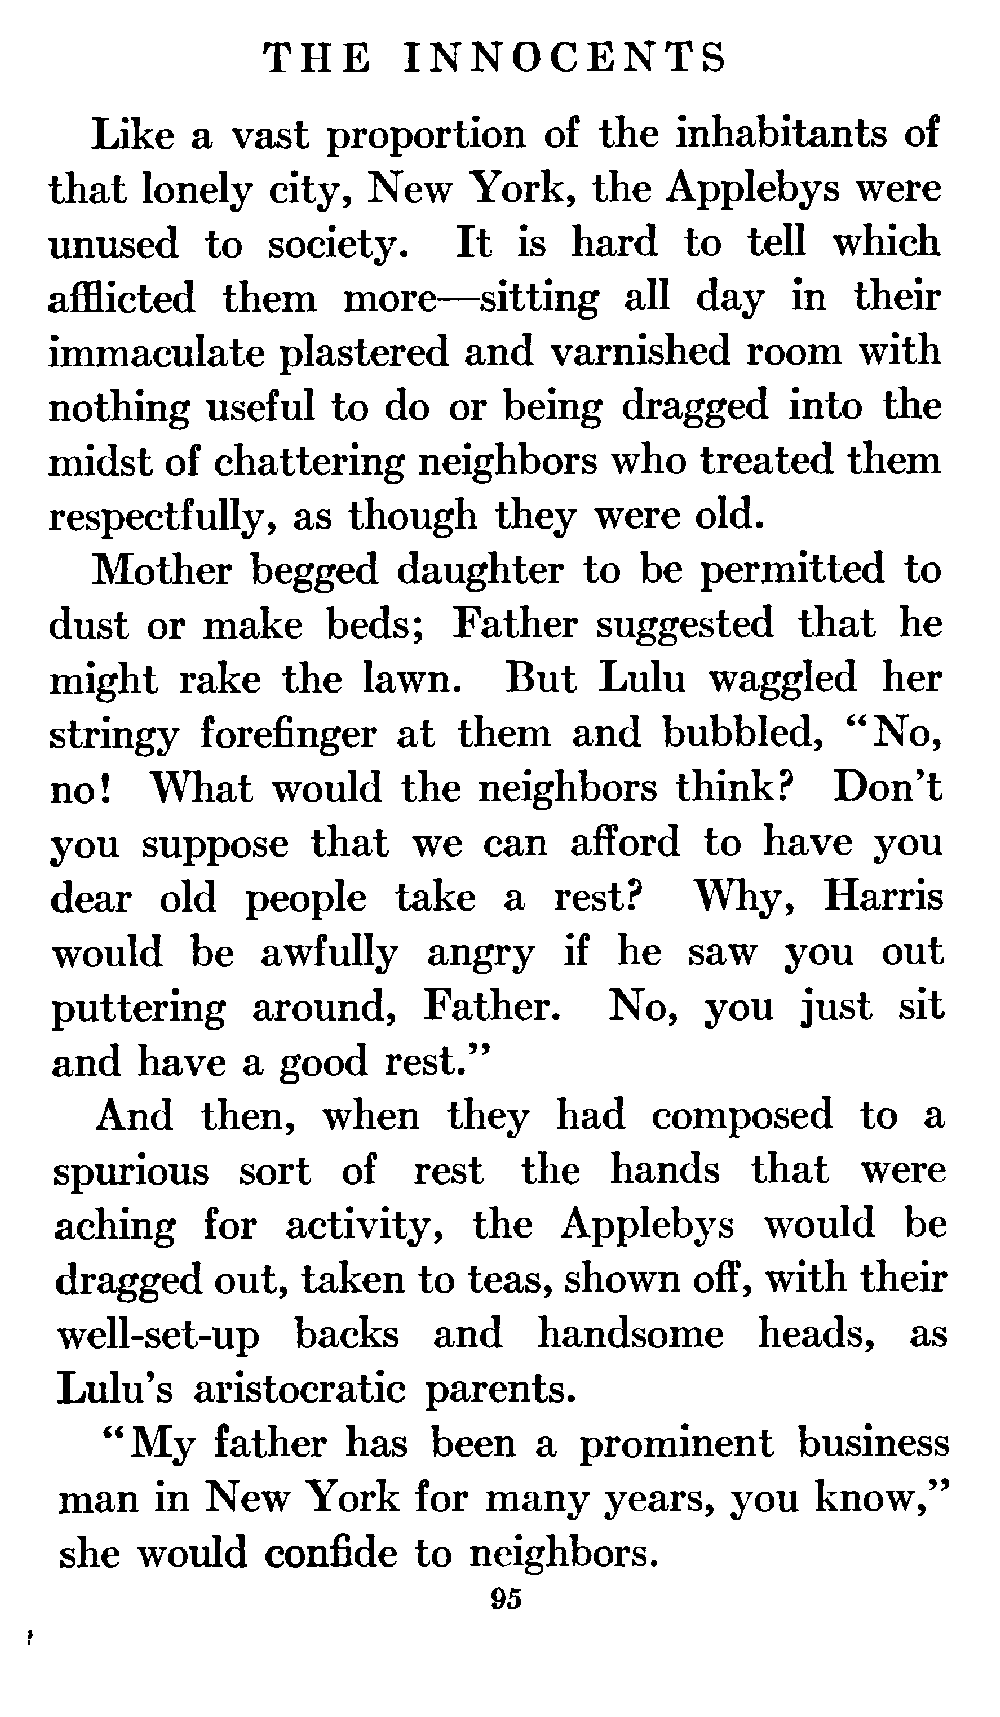 THE INNOCENTS
Like a vast proportion of the inhabitants of
that lonely city, New York, the Applebys were
unused to society. It is hard to tell which
afflicted them more—sitting all day in their
immaculate plastered and varnished room with
nothing useful to do or being dragged into the
midst of chattering neighbors who treated them
respectfully, as though they were old.
Mother begged daughter to be permitted to
dust or make beds; Father suggested that he
might rake the lawn. But Lulu waggled her
stringy forefinger at them and bubbled, "No,
no! What would the neighbors think? Don't
you suppose that we can afford to have you
dear old people take a rest? Why, Harris
would be awfully angry if he saw you out
puttering around, Father. No, you just sit
and have a good rest."
And then, when they had composed to a
spurious sort of rest the hands that were
aching for activity, the Applebys would be
dragged out, taken to teas, shown off, with their
well-set-up backs and handsome heads, as
Lulu's aristocratic parents.
"My father has been a prominent business
man in New York for many years, you know,"
she would confide to neighbors.
95